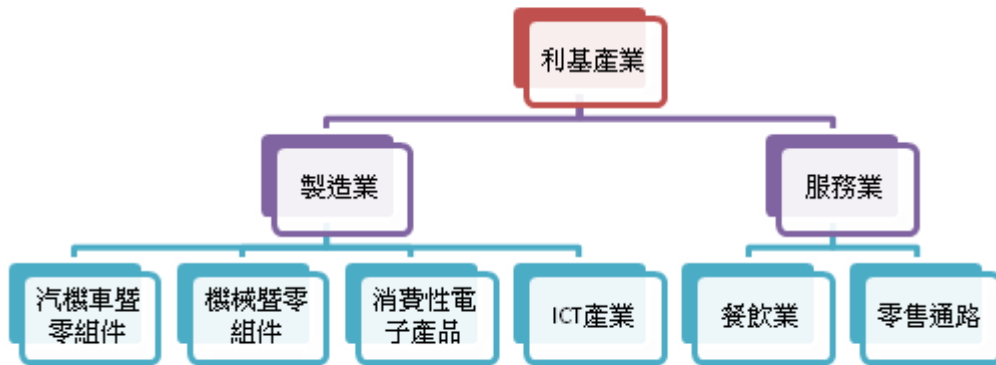 利基產業
製造業
服務業
汽機車暨
零組件
機械暨零
組件
消費性電
子產品
ICT產業
餐飲業
零售通路